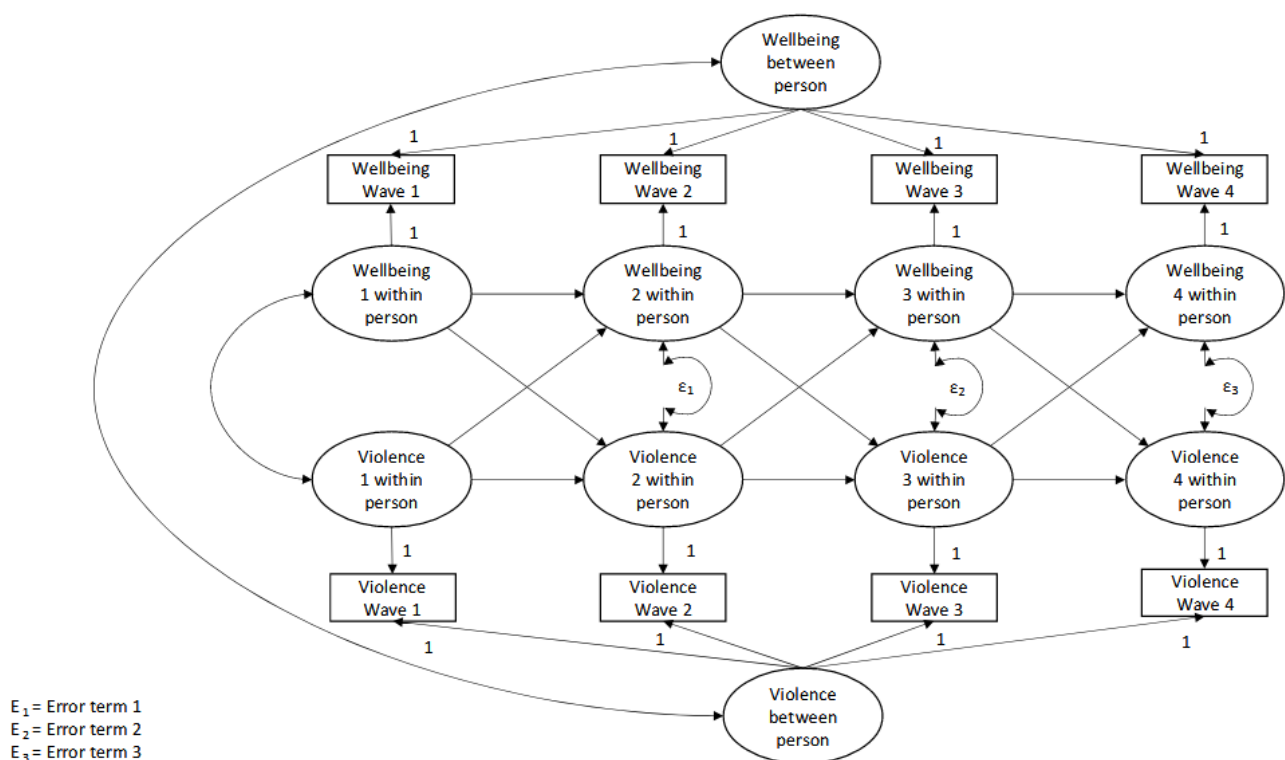 Wellbeing
between
person
1
1
1
1
Wellbeing
Wave 1
Wellbeing
Wave 2
Wellbeing
Wave 3
Wellbeing
Wave 4
1
1
1
1
Wellbeing
1 within
person
Wellbeing
2 within
person
Wellbeing
3 within
person
Wellbeing
4 within
person
ε1
ε2
ε3
Violence
1 within
person
Violence
2 within
person
Violence
3 within
person
Violence
4 within
person
1
1
1
1
Violence
Wave 1
Violence
Wave 2
Violence
Wave 3
Violence
Wave 4
1
1
1
1
Violence
between
person
E1 = Error term 1
E2 = Error term 2
E3 = Error term 3